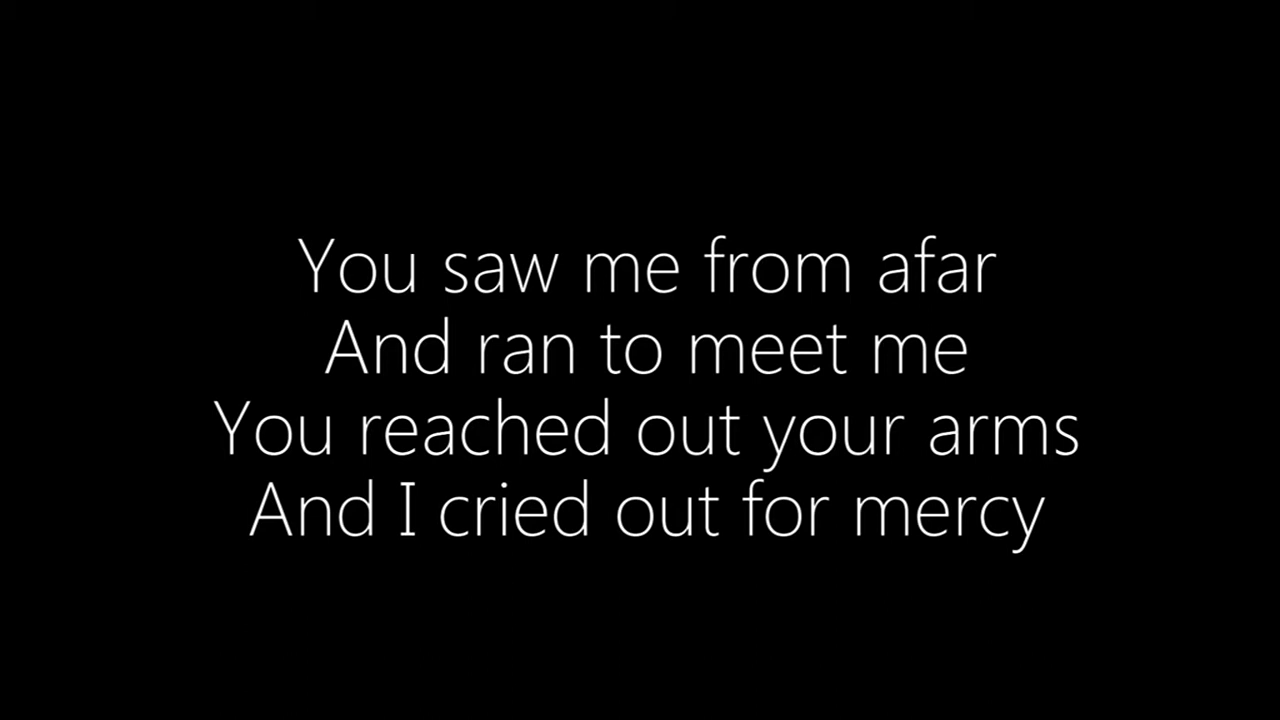 You saw me from afar
And ran to meet me
You reached out your arms
And I cried out for mercy